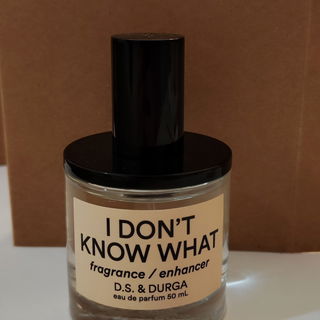 I DON'T
KNOW WHAT
fragrance / enhancer
D.S. & DURGA
eau de parfum 50 mL